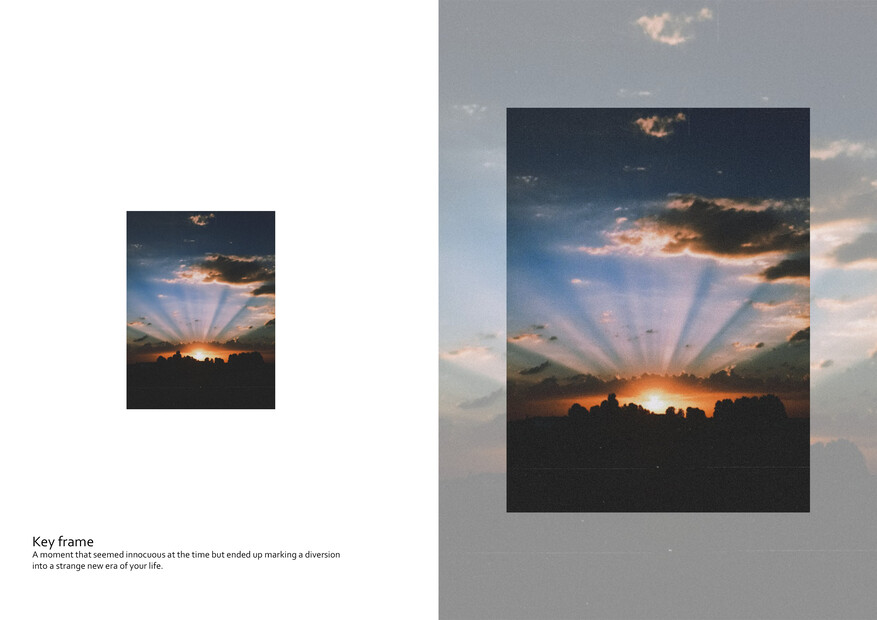 Key frame
A moment that seemed innocuous at the time but ended up marking a diversion
into a strange new era of your life.